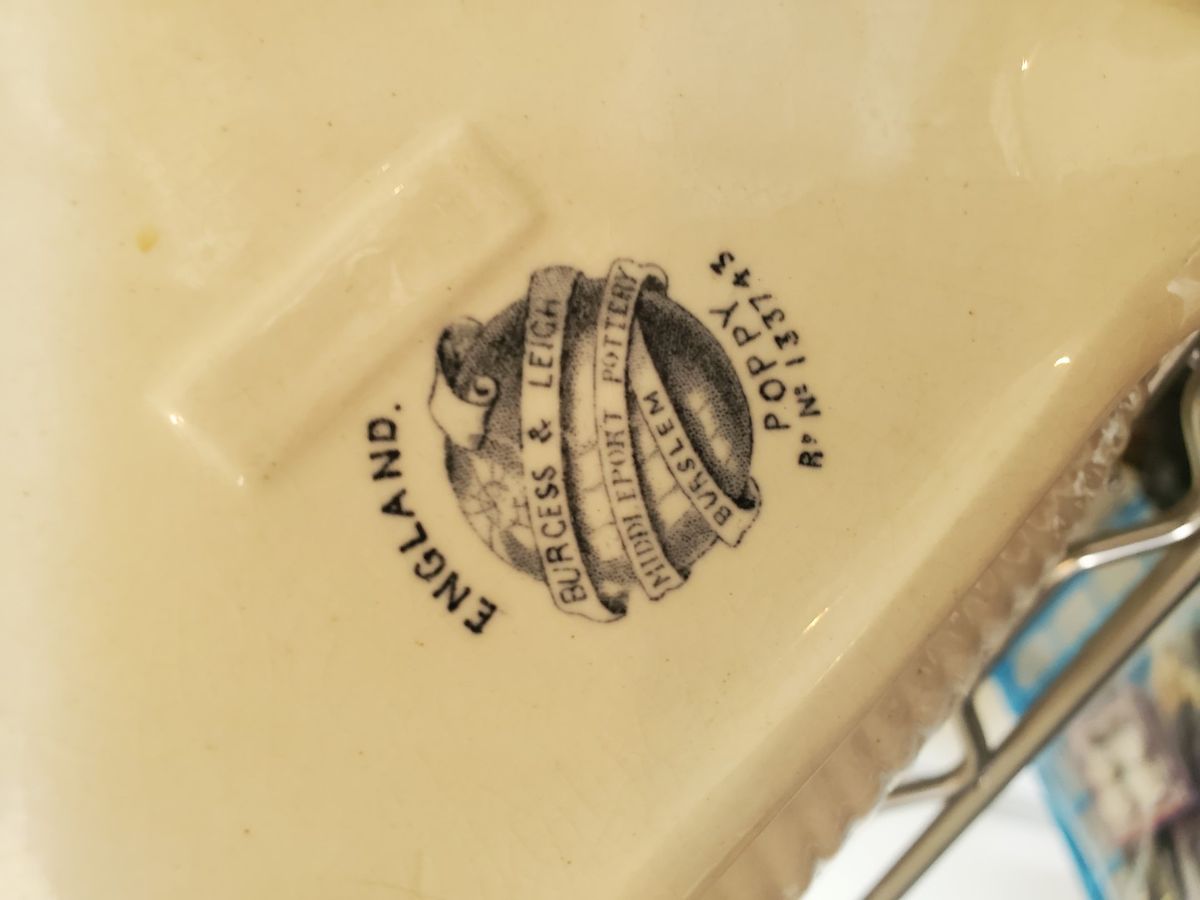 ENGLAND.
BURGESS & LEIGH
MIDDLEPORT POTTERY
BURSLEM
POPPY
Rᴰ Nº 133743